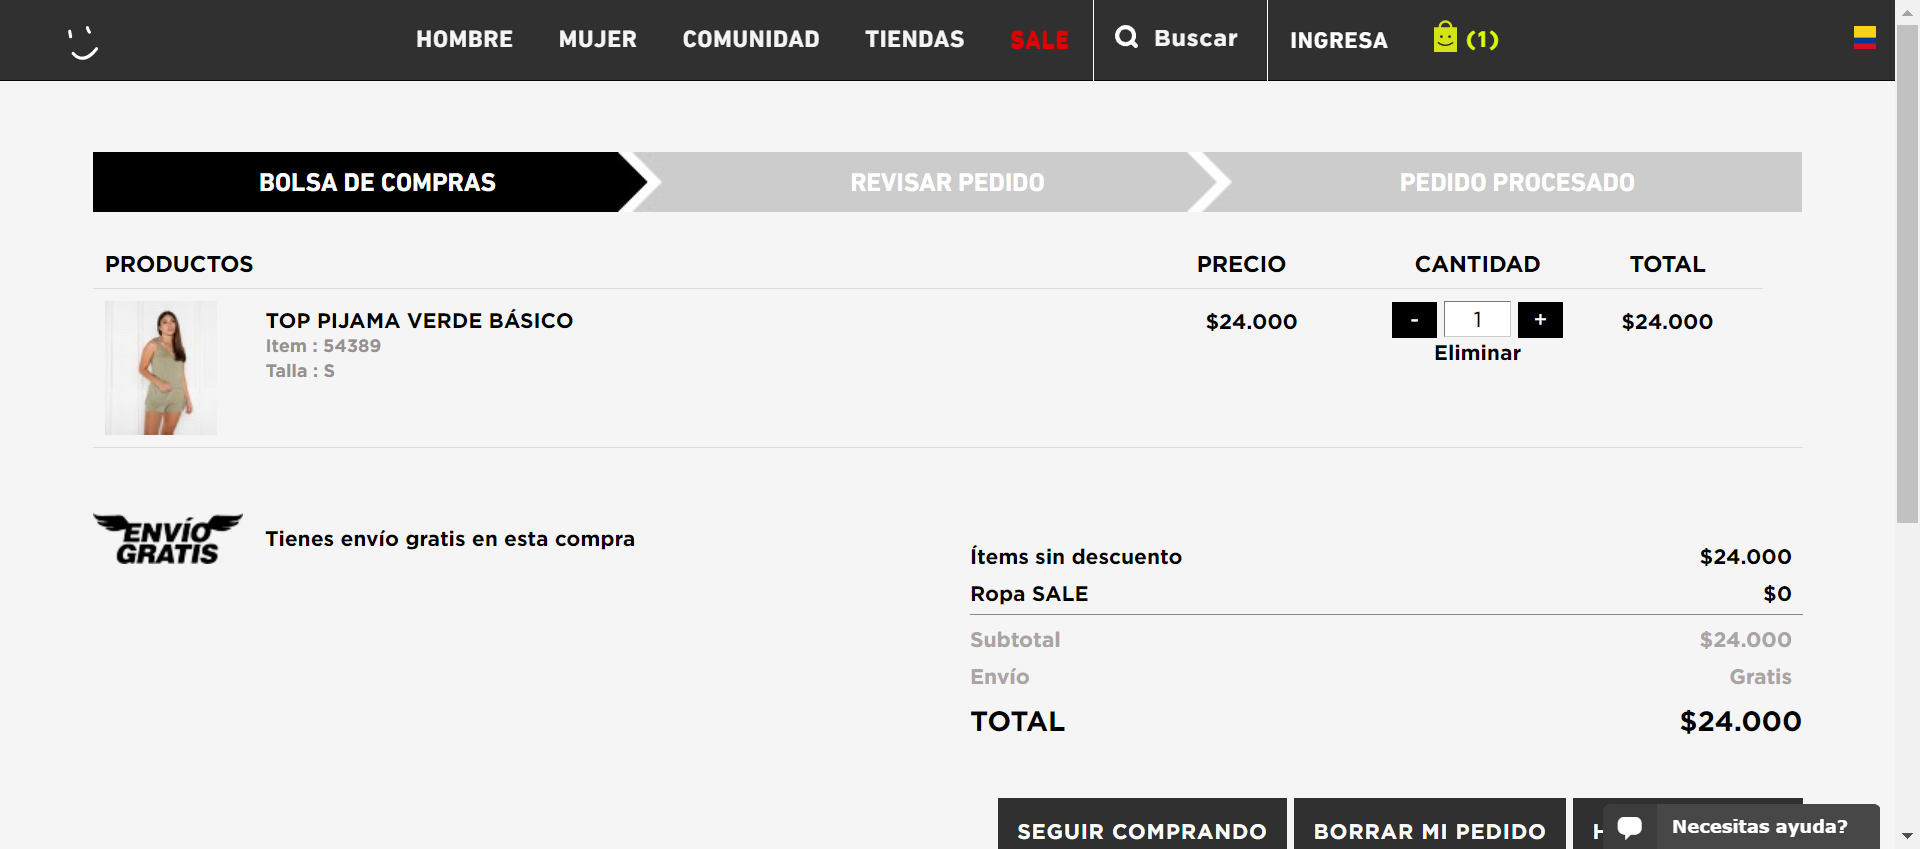 HOMBRE MUJER COMUNIDAD TIENDAS SALE Buscar INGRESA (1)
BOLSA DE COMPRAS REVISAR PEDIDO PEDIDO PROCESADO
PRODUCTOS PRECIO CANTIDAD TOTAL
TOP PIJAMA VERDE BÁSICO $24.000 - 1 + $24.000
Item : 54389
Eliminar
Talla : S
ENVÍO
GRATIS
Tienes envío gratis en esta compra
Ítems sin descuento $24.000
Ropa SALE $0
Subtotal $24.000
Envío Gratis
TOTAL $24.000
SEGUIR COMPRANDO BORRAR MI PEDIDO
Necesitas ayuda?